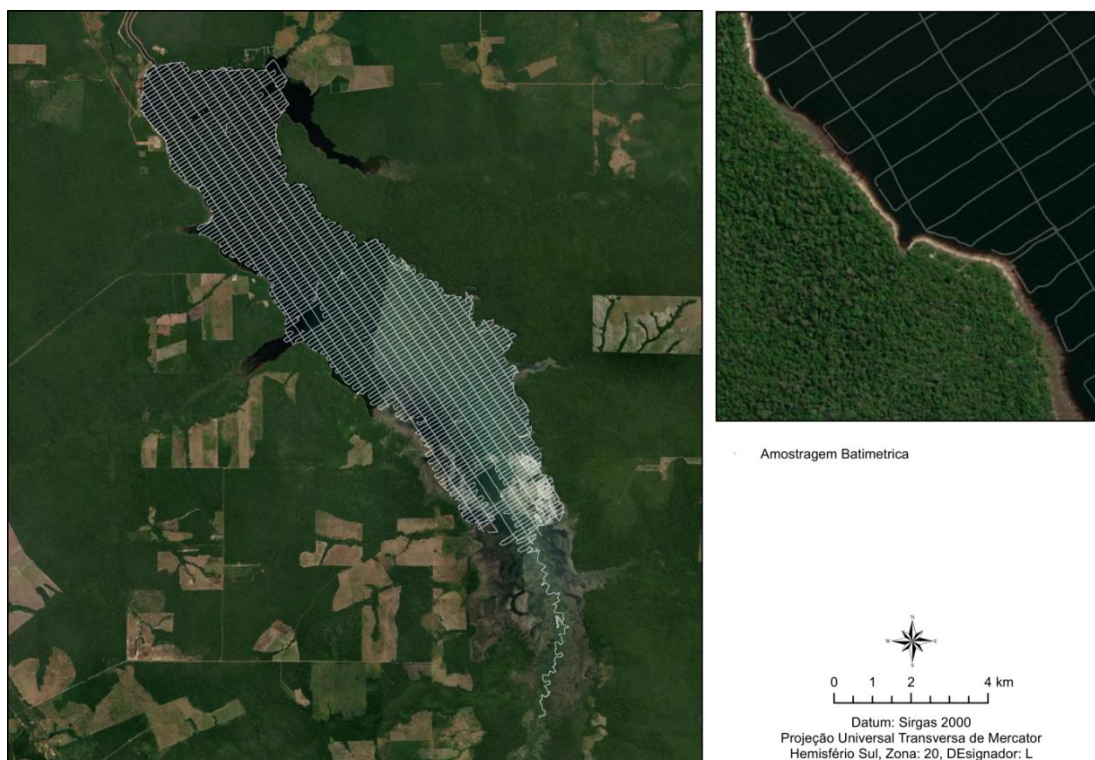 Amostragem Batimetrica
N
W E
S
0 1 2 4 km
Datum: Sirgas 2000
Projeção Universal Transversa de Mercator
Hemisfério Sul, Zona: 20, DEsignador: L